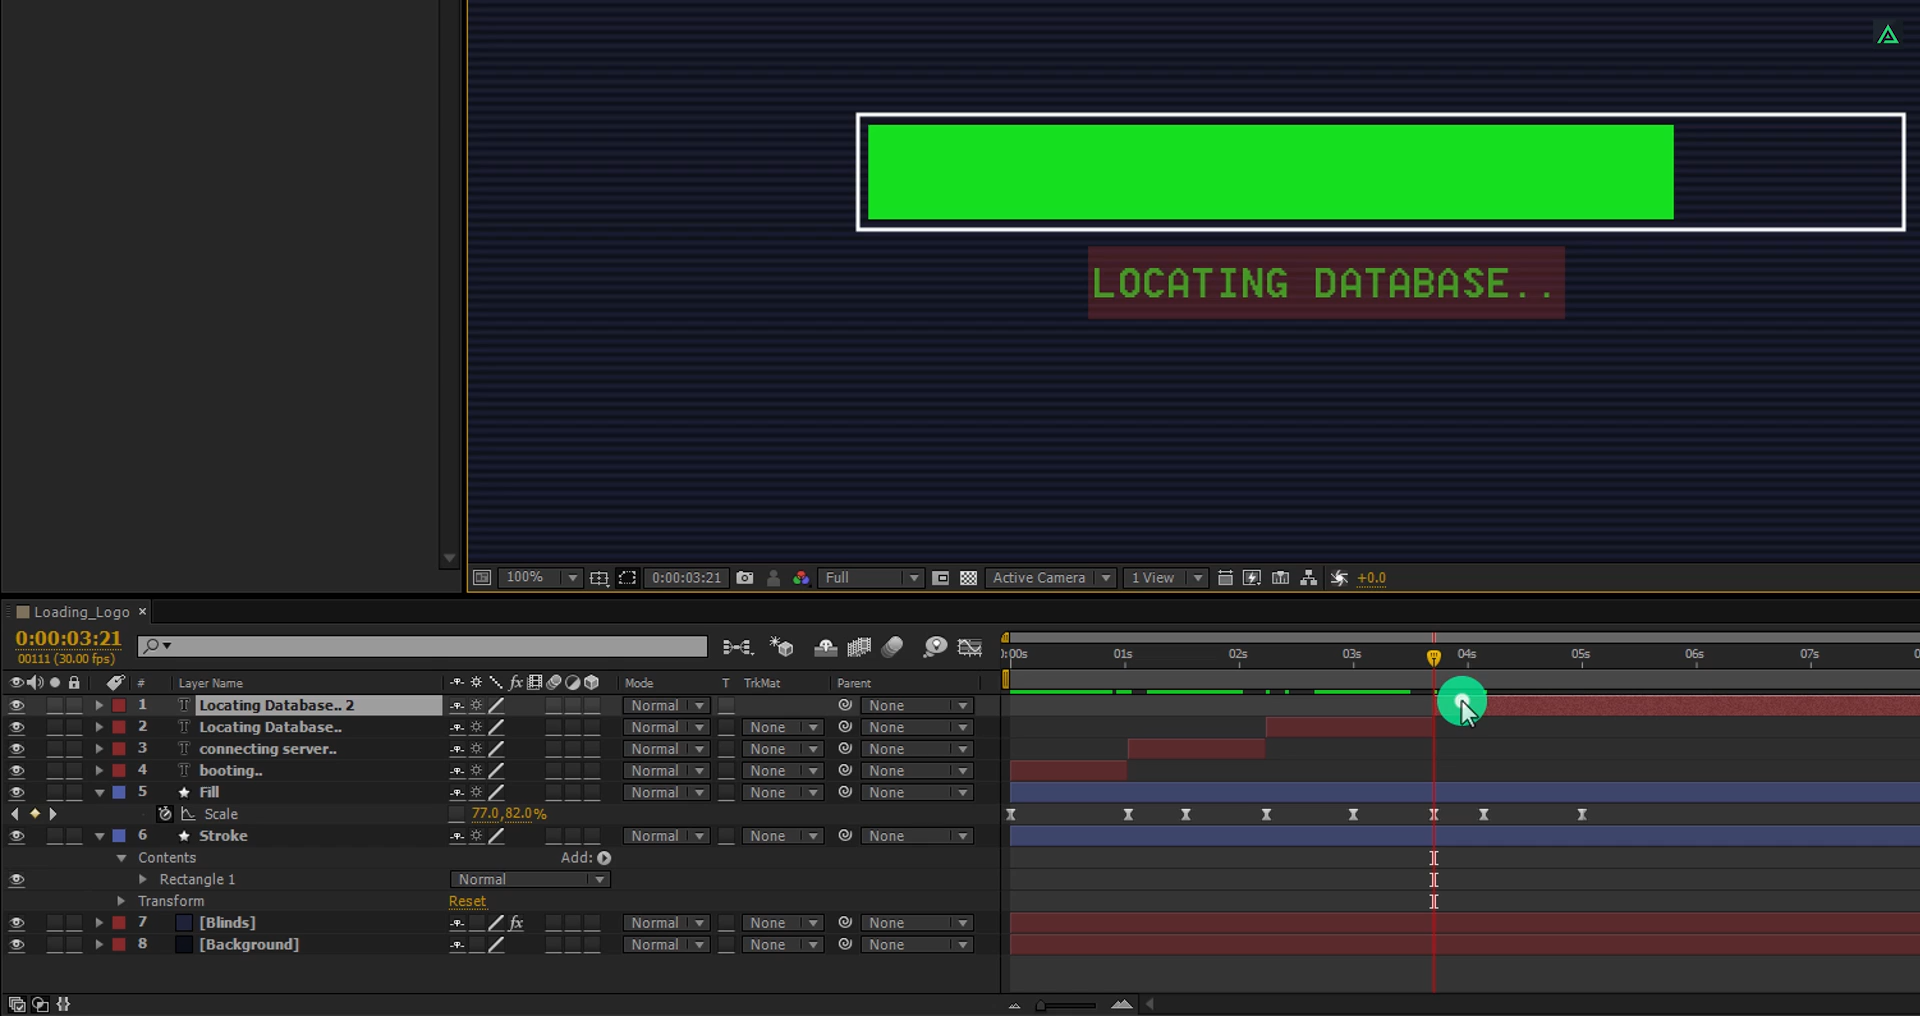 LOCATING DATABASE..
100% 0:00:03:21 Full Active Camera 1 View +0.0
Loading_Logo ×
0:00:03:21
00111 (30.00 fps)
):00s 01s 02s 03s 04s 05s 06s 07s 0
# Layer Name fx Mode T TrkMat Parent
1 T Locating Database.. 2 Normal None
2 T Locating Database.. Normal None None
3 T connecting server.. Normal None None
4 T booting.. Normal None None
5 Fill Normal None None
Scale 77.0,82.0%
6 Stroke Normal None None
Contents Add:
Rectangle 1 Normal
Transform Reset
7 [Blinds] fx Normal None None
8 [Background] Normal None None